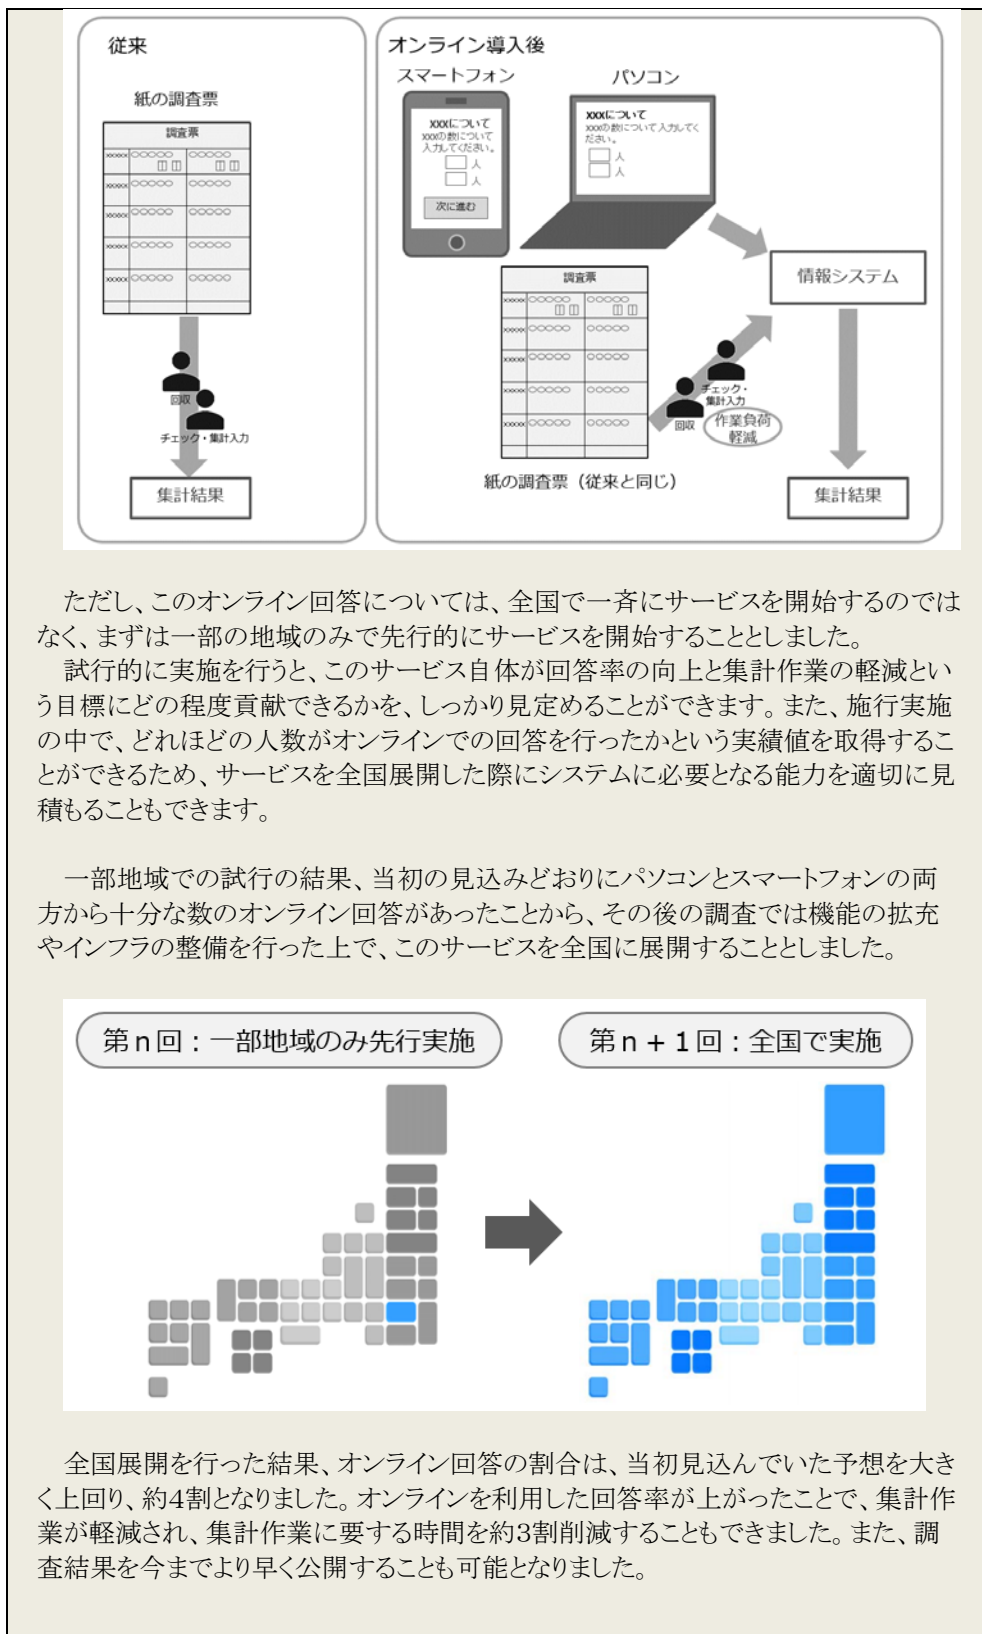 従来
紙の調査票
調査票
xxxxx ○○○○○ ○○○○○
xxxxx ○○○○○ ○○○○○
xxxxx ○○○○○ ○○○○○
xxxxx ○○○○○ ○○○○○
xxxxx ○○○○○ ○○○○○
回収
チェック・集計入力
集計結果
オンライン導入後
スマートフォン
xxxについて
xxxの数について
入力してください。
人
人
次に進む
パソコン
xxxについて
xxxの数について入力してく
ださい。
人
人
調査票
xxxxx ○○○○○ ○○○○○
xxxxx ○○○○○ ○○○○○
xxxxx ○○○○○ ○○○○○
xxxxx ○○○○○ ○○○○○
xxxxx ○○○○○ ○○○○○
紙の調査票（従来と同じ）
回収
チェック・
集計入力
作業負荷
軽減
情報システム
集計結果
ただし、このオンライン回答については、全国で一斉にサービスを開始するのでは
なく、まずは一部の地域のみで先行的にサービスを開始することとしました。
試行的に実施を行うと、このサービス自体が回答率の向上と集計作業の軽減とい
う目標にどの程度貢献できるかを、しっかり見定めることができます。また、施行実施
の中で、どれほどの人数がオンラインでの回答を行ったかという実績値を取得するこ
とができるため、サービスを全国展開した際にシステムに必要となる能力を適切に見
積もることもできます。
一部地域での試行の結果、当初の見込みどおりにパソコンとスマートフォンの両
方から十分な数のオンライン回答があったことから、その後の調査では機能の拡充
やインフラの整備を行った上で、このサービスを全国に展開することとしました。
第ｎ回：一部地域のみ先行実施
第ｎ＋１回：全国で実施
全国展開を行った結果、オンライン回答の割合は、当初見込んでいた予想を大き
く上回り、約４割となりました。オンラインを利用した回答率が上がったことで、集計作
業が軽減され、集計作業に要する時間を約３割削減することもできました。また、調
査結果を今までより早く公開することも可能となりました。